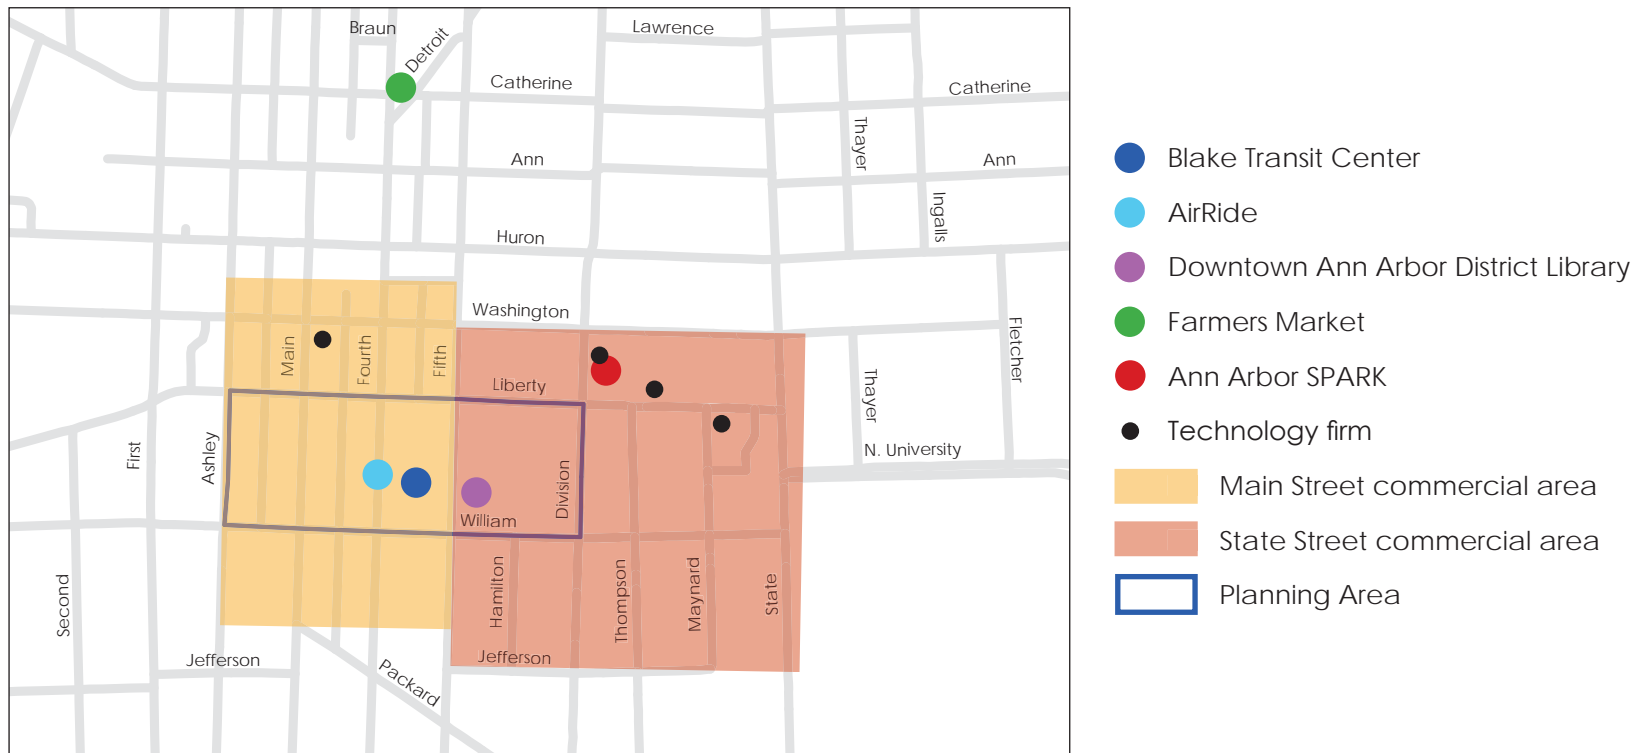 Braun
Detroit
Lawrence
Catherine
Catherine
Thayer
Ann
Ann
Ingalls
Huron
Washington
Main
Fourth
Fifth
Fletcher
Liberty
Thayer
First
Ashley
Division
N. University
William
Second
Hamilton
Thompson
Maynard
State
Jefferson
Jefferson
Packard
Blake Transit Center
AirRide
Downtown Ann Arbor District Library
Farmers Market
Ann Arbor SPARK
Technology firm
Main Street commercial area
State Street commercial area
Planning Area